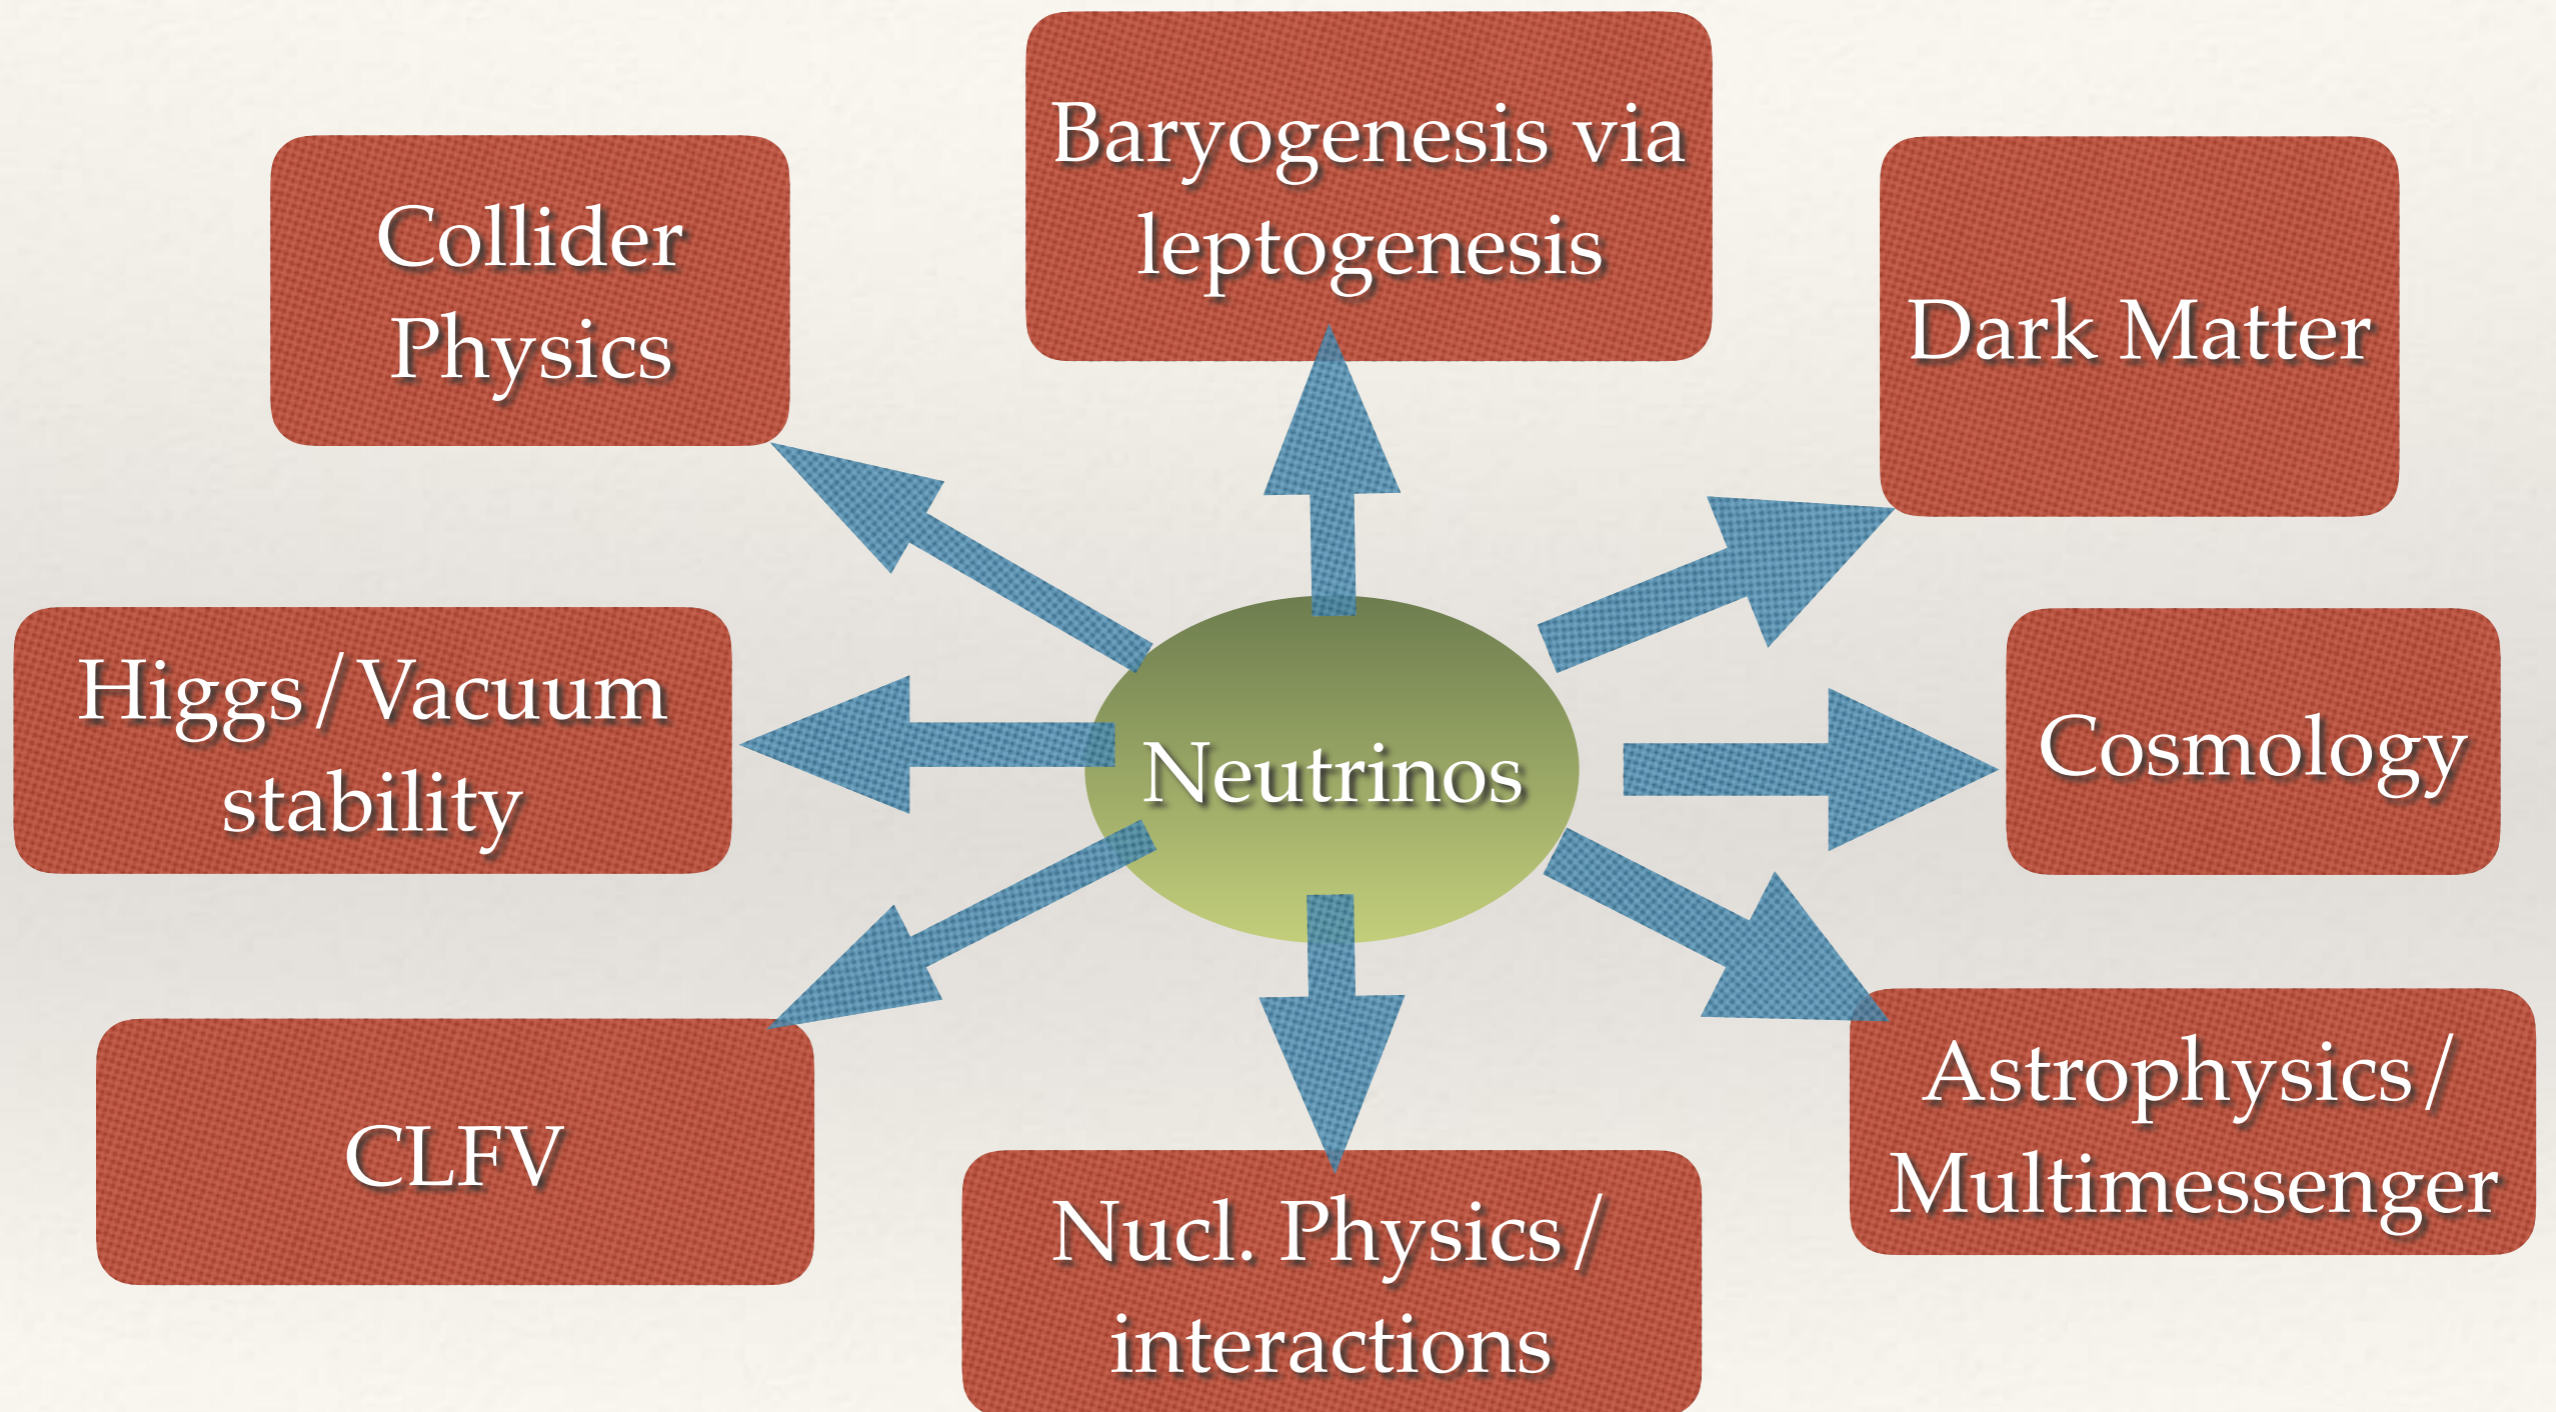 Baryogenesis via
leptogenesis
Collider
Physics
Dark Matter
Higgs/Vacuum
stability
Neutrinos
Cosmology
CLFV
Astrophysics/
Multimessenger
Nucl. Physics/
interactions